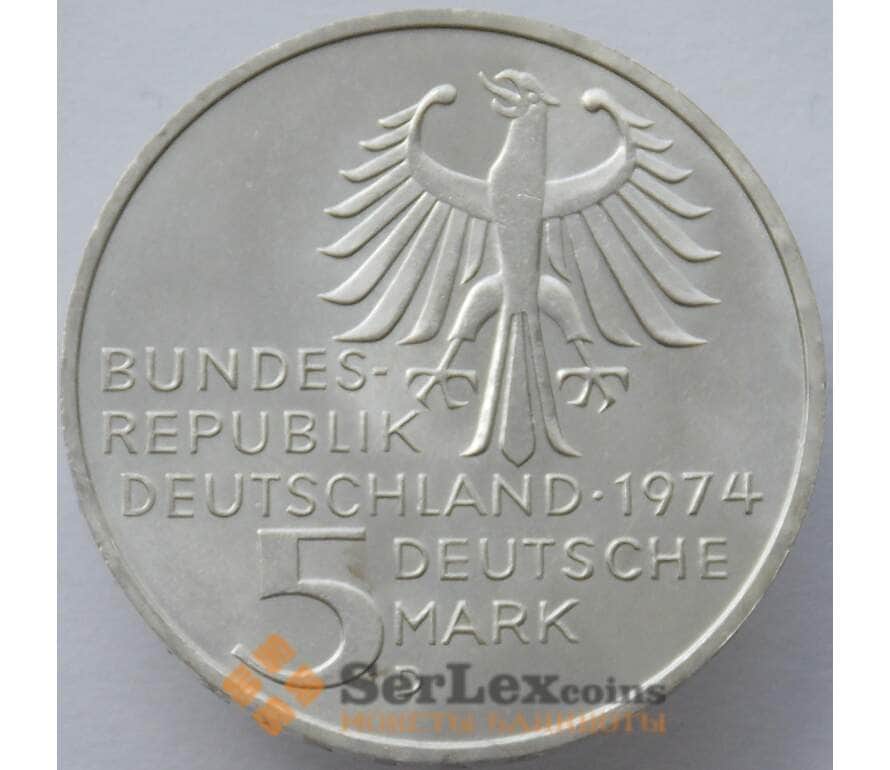 BUNDES-
REPUBLIK
DEUTSCHLAND · 1974
5 DEUTSCHE
MARK
D
SerLexcoins
МОНЕТЫ БАНКНОТЫ